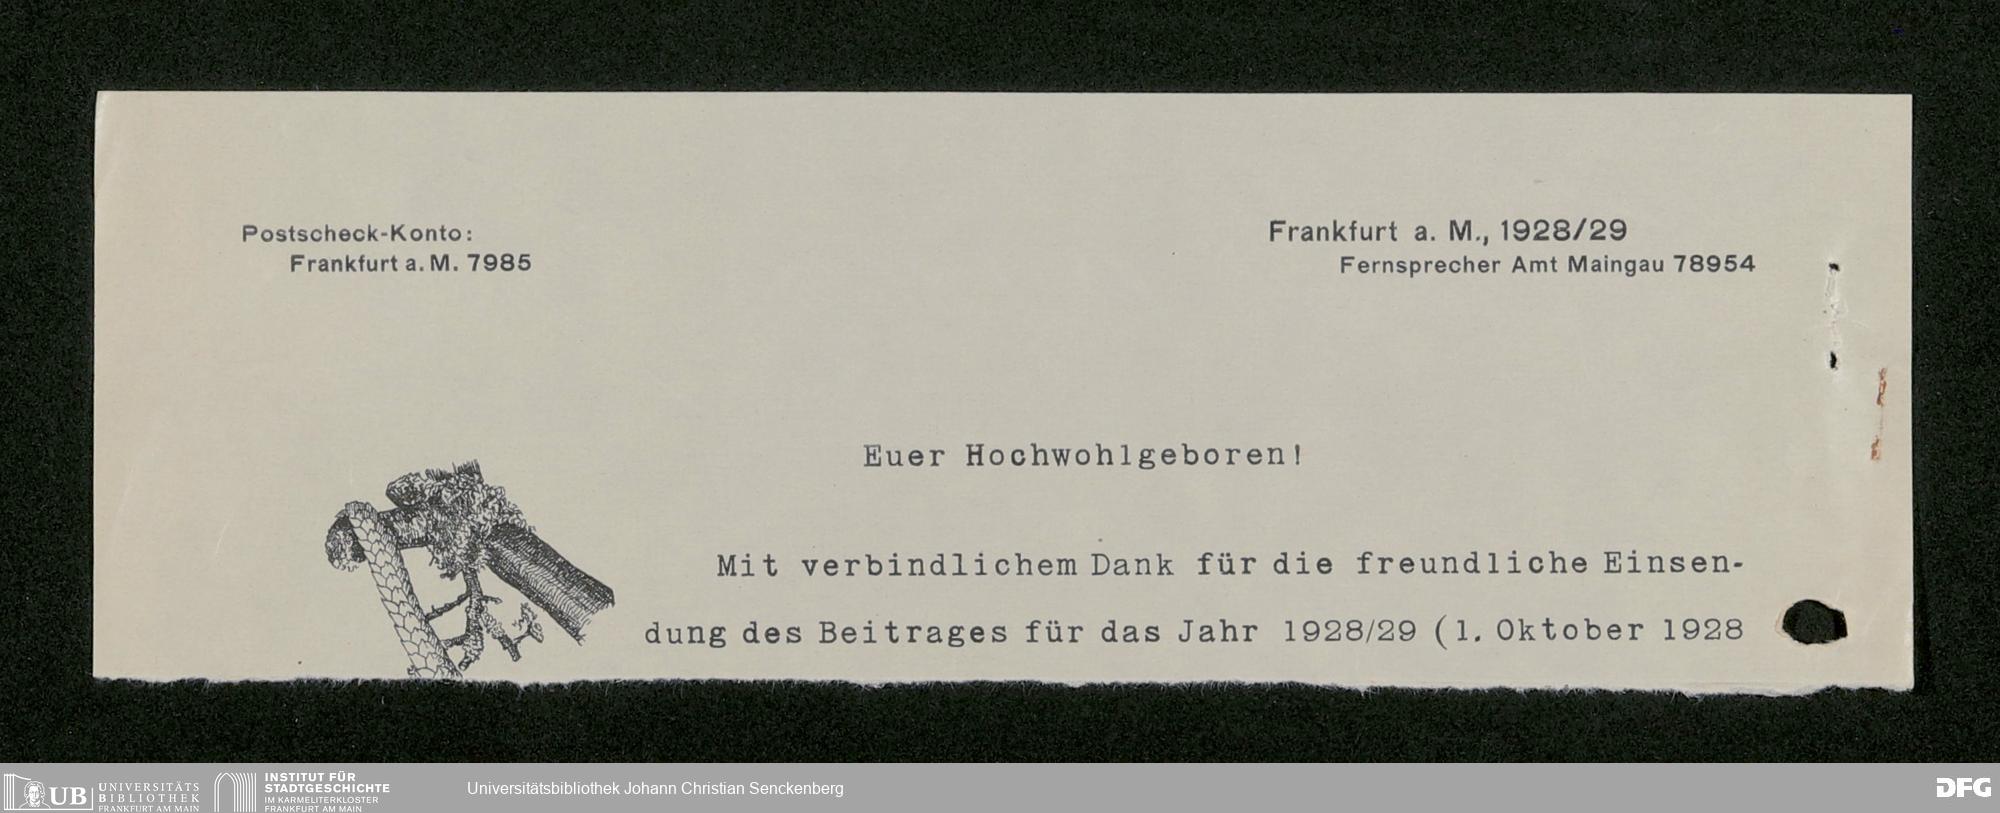 Postscheck-Konto:
Frankfurt a. M. 7985
Frankfurt a. M., 1928/29
Fernsprecher Amt Maingau 78954
Euer Hochwohlgeboren!
Mit verbindlichem Dank für die freundliche Einsen-
dung des Beitrages für das Jahr 1928/29 (1. Oktober 1928
UB
UNIVERSITÄTS
BIBLIOTHEK
FRANKFURT AM MAIN
INSTITUT FÜR
STADTGESCHICHTE
IM KARMELITERKLOSTER
FRANKFURT AM MAIN
Universitätsbibliothek Johann Christian Senckenberg
DFG